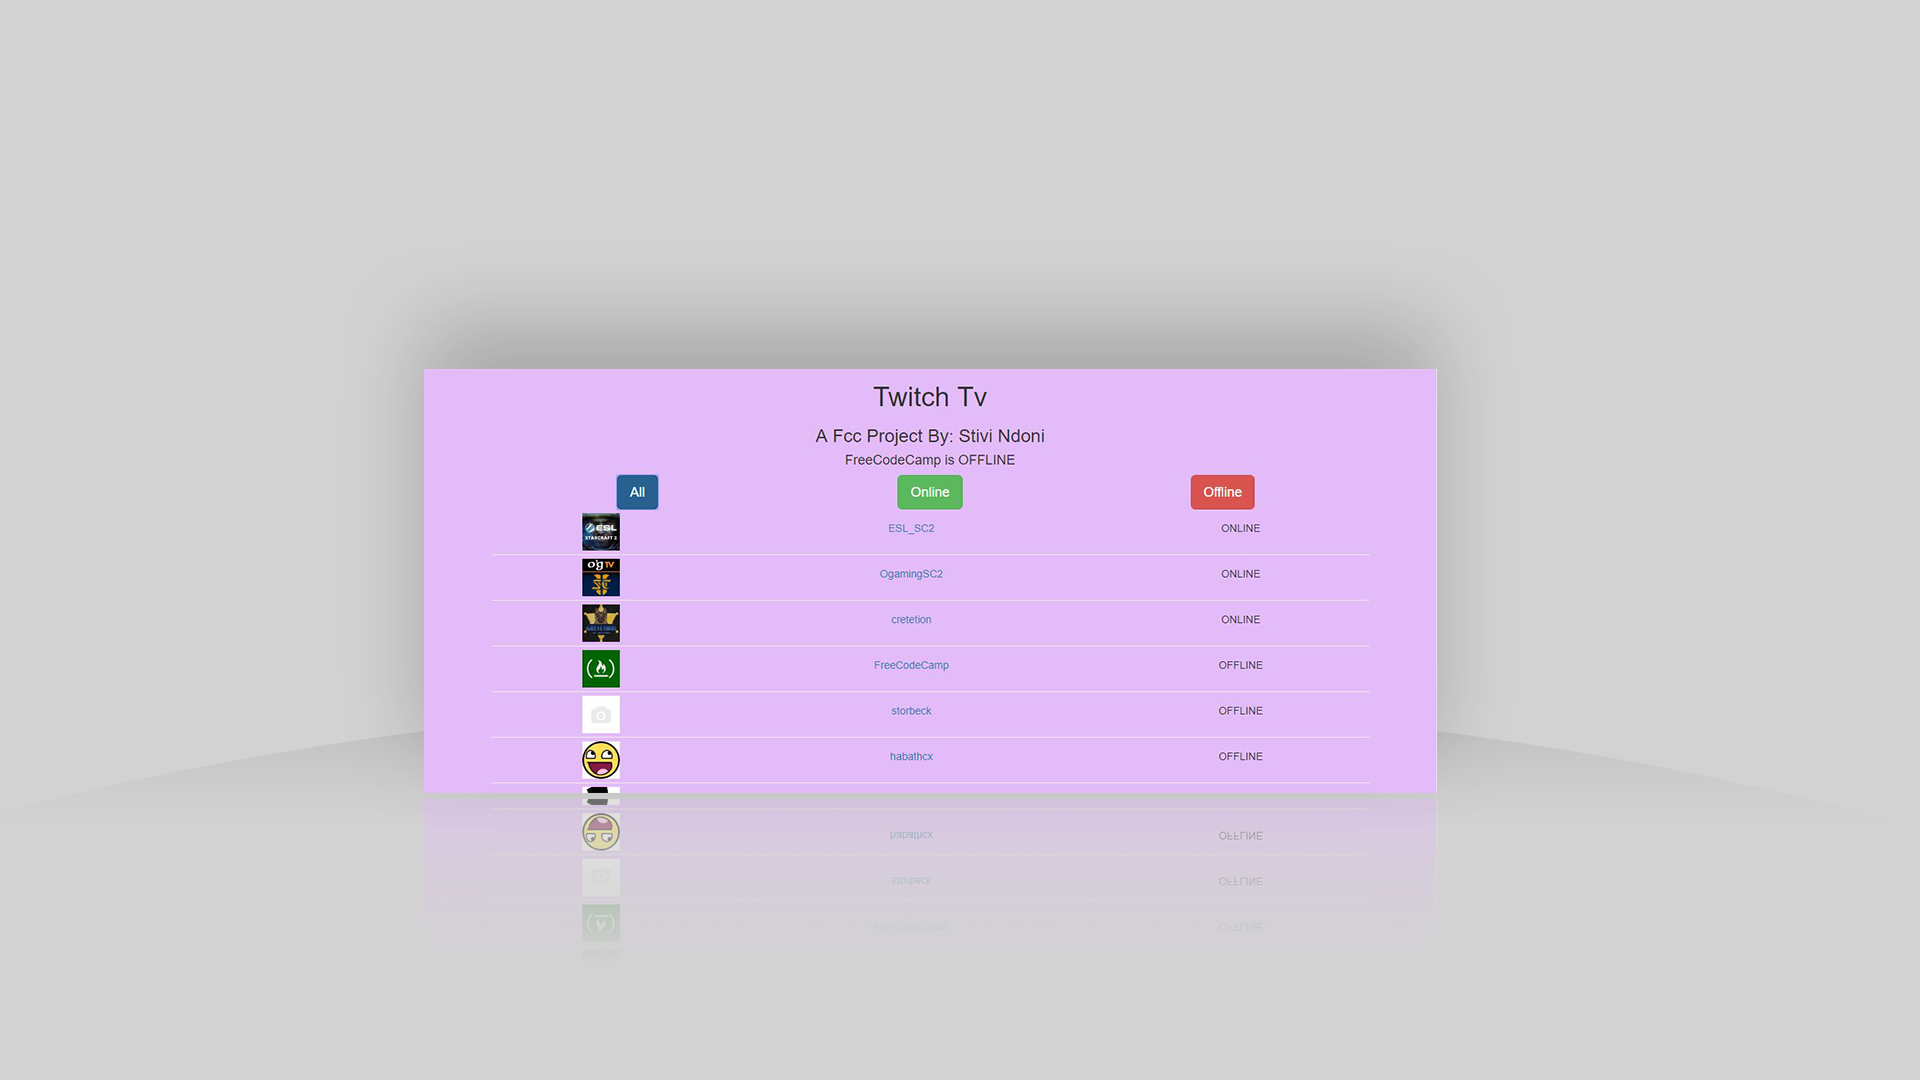 Twitch Tv
A Fcc Project By: Stivi Ndoni
FreeCodeCamp is OFFLINE
All Online Offline
ESL STARCRAFT 2 ESL_SC2 ONLINE
ogTV OgamingSC2 ONLINE
cretetion ONLINE
FreeCodeCamp OFFLINE
storbeck OFFLINE
habathcx OFFLINE